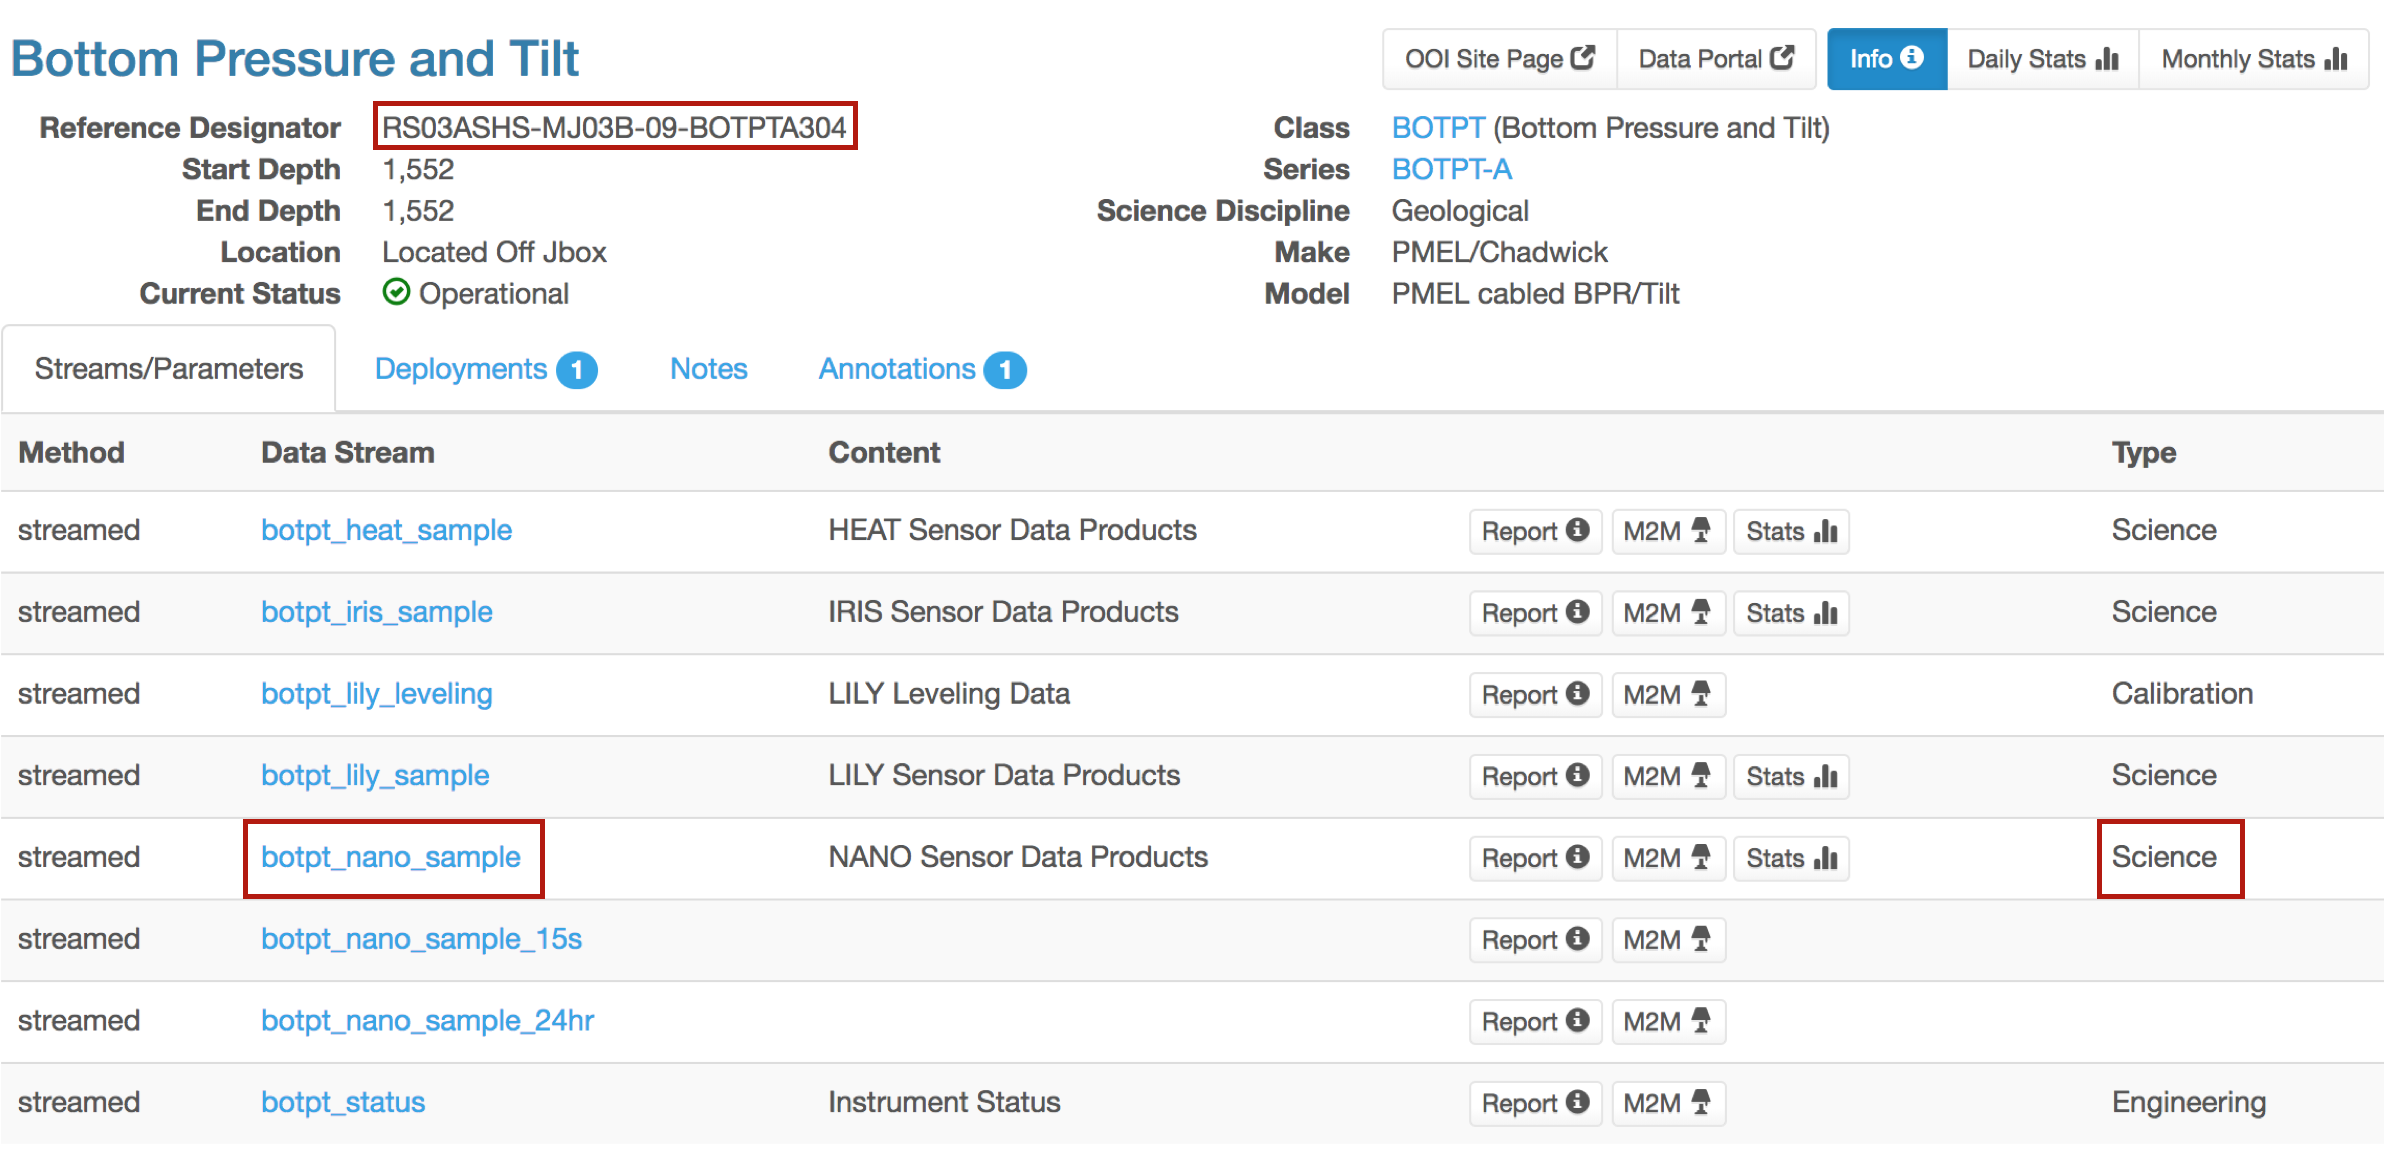 Bottom Pressure and Tilt
OOI Site Page Data Portal Info Daily Stats Monthly Stats
Reference Designator RS03ASHS-MJ03B-09-BOTPTA304
Start Depth 1,552
End Depth 1,552
Location Located Off Jbox
Current Status Operational
Class BOTPT (Bottom Pressure and Tilt)
Series BOTPT-A
Science Discipline Geological
Make PMEL/Chadwick
Model PMEL cabled BPR/Tilt
Streams/Parameters Deployments 1 Notes Annotations 1
Method Data Stream Content Type
streamed botpt_heat_sample HEAT Sensor Data Products Report M2M Stats Science
streamed botpt_iris_sample IRIS Sensor Data Products Report M2M Stats Science
streamed botpt_lily_leveling LILY Leveling Data Report M2M Calibration
streamed botpt_lily_sample LILY Sensor Data Products Report M2M Stats Science
streamed botpt_nano_sample NANO Sensor Data Products Report M2M Stats Science
streamed botpt_nano_sample_15s Report M2M
streamed botpt_nano_sample_24hr Report M2M
streamed botpt_status Instrument Status Report M2M Engineering